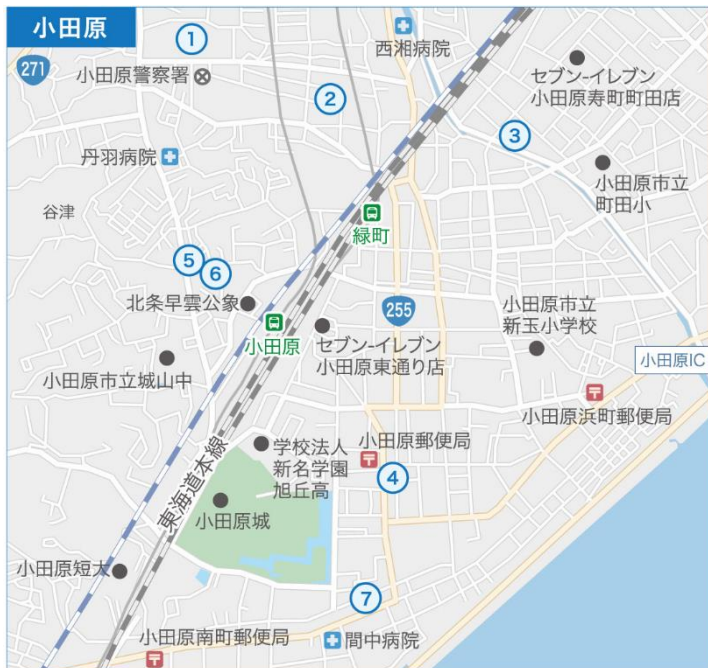 小田原
①
西湘病院
セブン-イレブン
小田原寿町町田店
271
小田原警察署
②
③
丹羽病院
小田原市立
町田小
谷津
緑町
⑤
⑥
北条早雲公象
255
小田原市立
新玉小学校
小田原
セブン-イレブン
小田原東通り店
小田原IC
小田原市立城山中
小田原浜町郵便局
東海道本線
学校法人
新名学園
旭丘高
小田原郵便局
④
小田原城
小田原短大
⑦
小田原南町郵便局
間中病院